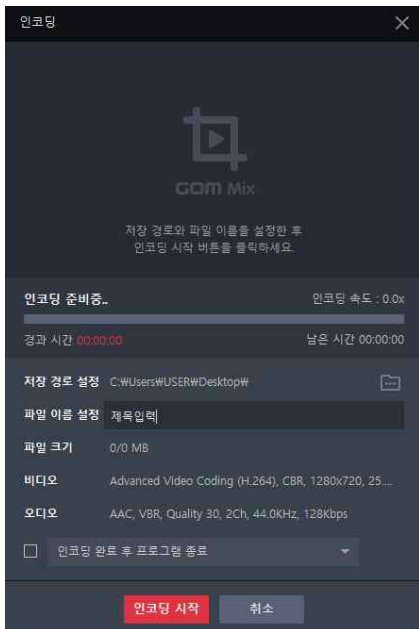 인코딩
GOM Mix
저장 경로와 파일 이름을 설정한 후
인코딩 시작 버튼을 클릭하세요.
인코딩 준비중.. 인코딩 속도 : 0.0x
경과 시간 00:00:00 남은 시간 00:00:00
저장 경로 설정 C:₩Users₩USER₩Desktop₩
파일 이름 설정 제목입력
파일 크기 0/0 MB
비디오 Advanced Video Coding (H.264), CBR, 1280x720, 25....
오디오 AAC, VBR, Quality 30, 2Ch, 44.0KHz, 128Kbps
인코딩 완료 후 프로그램 종료
인코딩 시작 취소